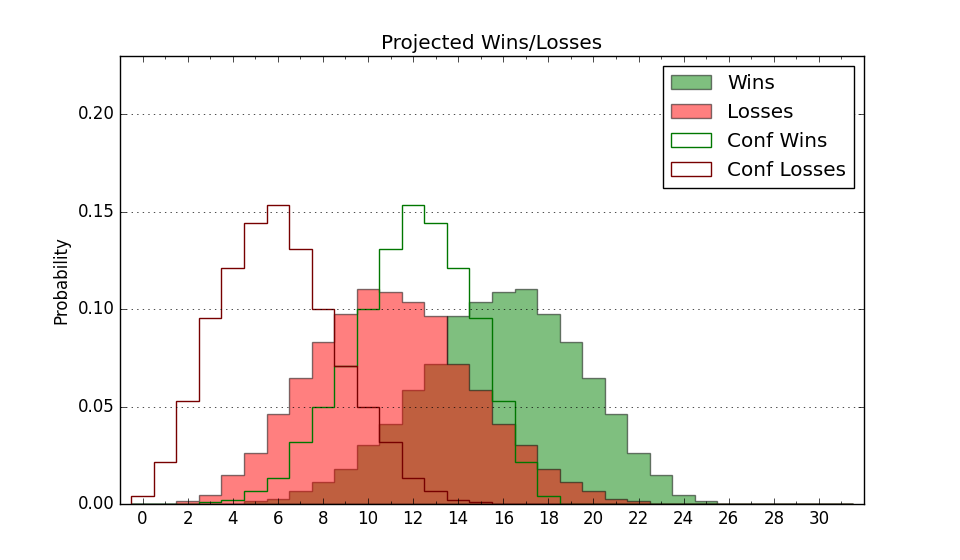 Projected Wins/Losses
Wins
Losses
Conf Wins
Conf Losses
Probability
0.20
0.15
0.10
0.05
0.00
0 2 4 6 8 10 12 14 16 18 20 22 24 26 28 30